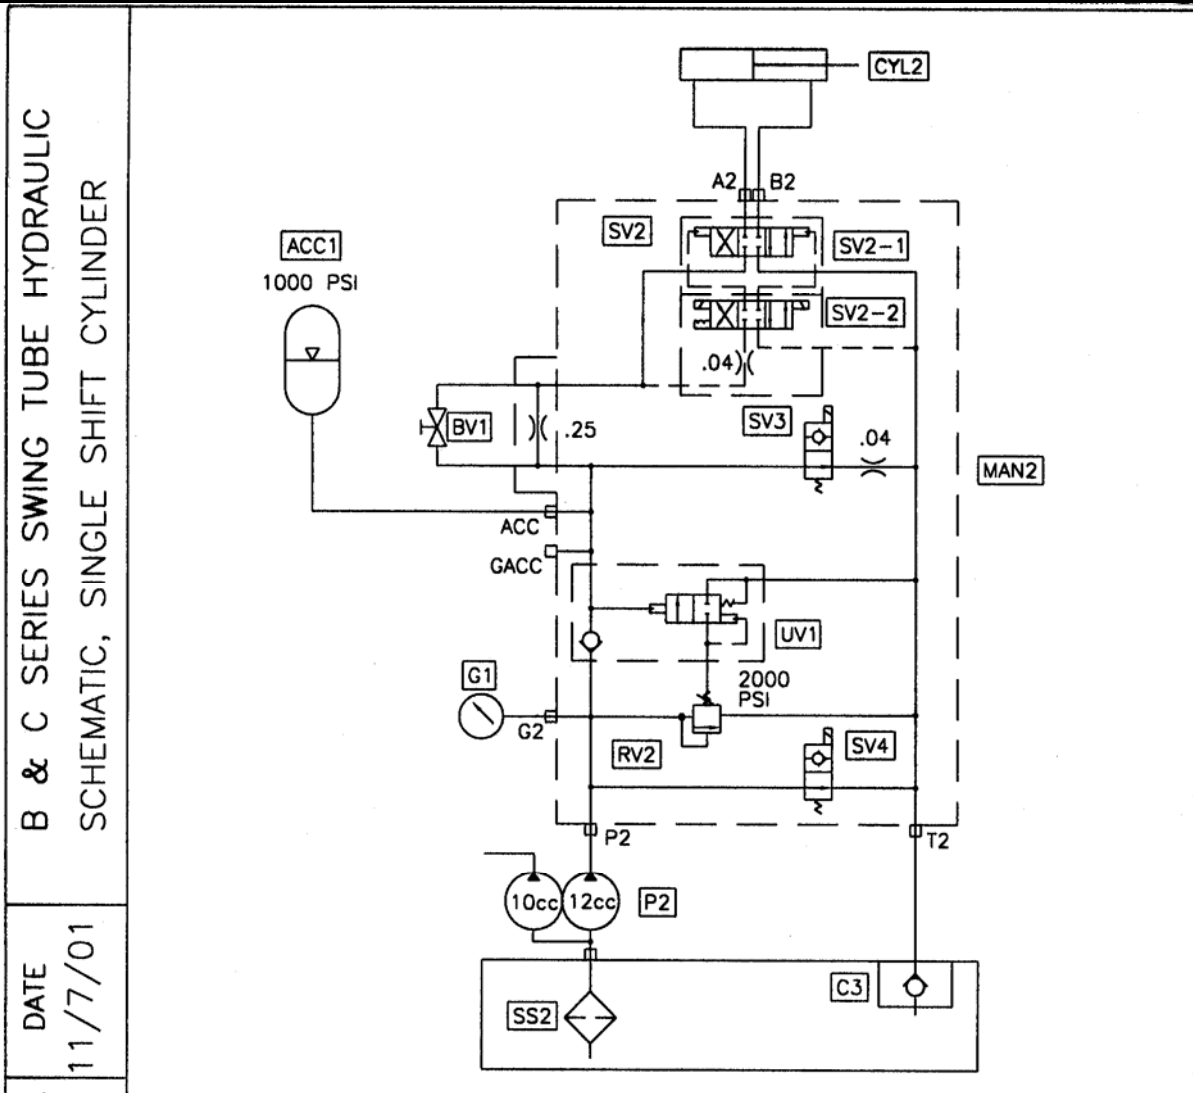 B & C SERIES SWING TUBE HYDRAULIC
SCHEMATIC, SINGLE SHIFT CYLINDER
DATE
11/7/01
CYL2
A2
B2
SV2
SV2-1
ACC1
1000 PSI
SV2-2
.04
BV1
.25
SV3
.04
MAN2
ACC
GACC
UV1
G1
2000
PSI
G2
RV2
SV4
P2
T2
10cc
12cc
P2
C3
SS2